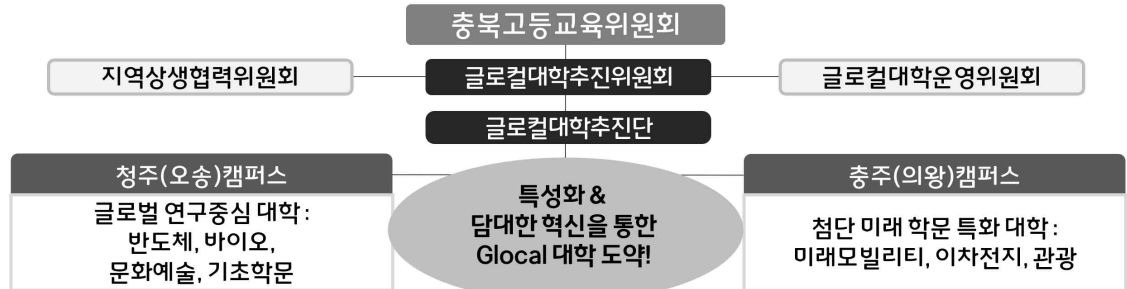 충북고등교육위원회
지역상생협력위원회
글로컬대학추진위원회
글로컬대학운영위원회
글로컬대학추진단
청주(오송)캠퍼스
글로벌 연구중심 대학:
반도체, 바이오,
문화예술, 기초학문
특성화 &
담대한 혁신을 통한
Glocal 대학 도약!
충주(의왕)캠퍼스
첨단 미래 학문 특화 대학:
미래모빌리티, 이차전지, 관광